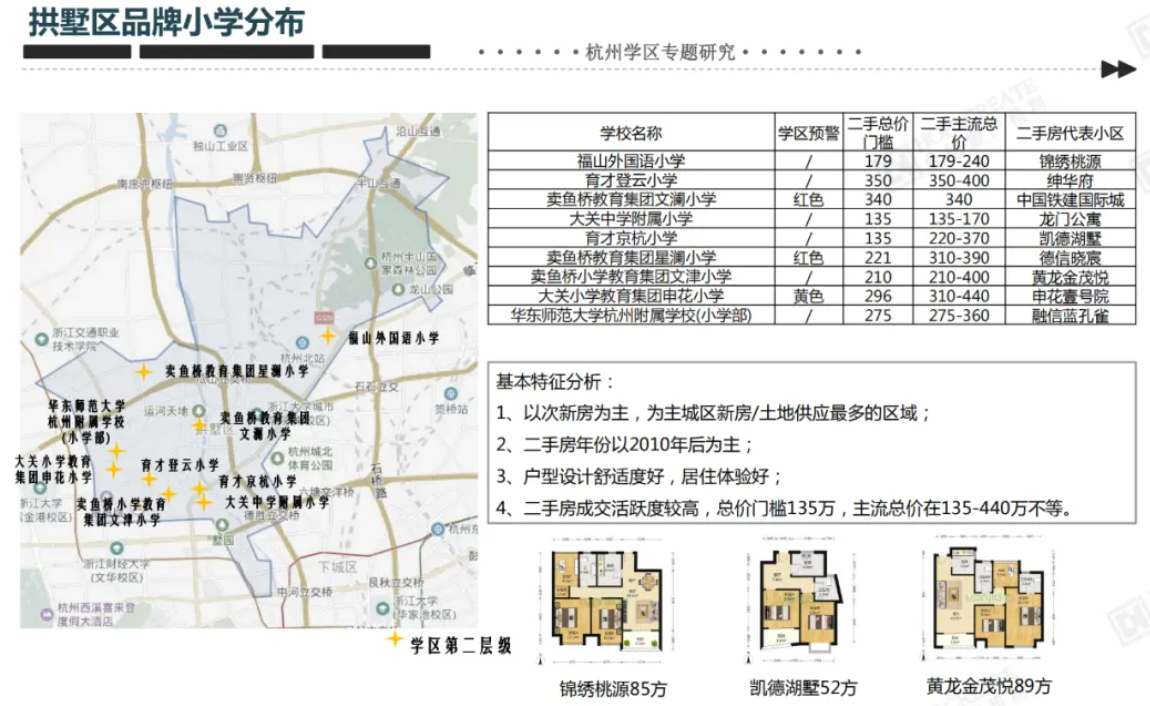 拱墅区品牌小学分布
杭州学区专题研究
沿山互通
独山工业区
南庄兜枢纽
崇贤枢纽
半山互通
杭州半山国
家森林公园
龙山公园
浙江交通职业
技术学院
福山外国语小学
杭州北站
卖鱼桥教育集团星澜小学
石石立交
笕桥站
华东师范大学
杭州附属学校
(小学部)
运河天地
浙江大学城市
卖鱼桥教育集团
文澜小学
拱墅区
杭州城北
体育公园
大关小学教育
集团申花小学
育才登云小学
育才京杭小学
石桥路
浙江大学
卖鱼桥小学教育
集团文津小学
大关中学附属小学
德胜立交桥
墅园
杭州东
浙江财经大学
(文华校区)
下城区
中河立交桥
艮秋立交桥
浙江大学
(华家池校区)
杭州西溪喜来登
度假大酒店
学区第二层级
学校名称 学区预警 二手总价门槛 二手主流总价 二手房代表小区
福山外国语小学 / 179 179-240 锦绣桃源
育才登云小学 / 350 350-400 绅华府
卖鱼桥教育集团文澜小学 红色 340 340 中国铁建国际城
大关中学附属小学 / 135 135-170 龙门公寓
育才京杭小学 / 135 220-370 凯德湖墅
卖鱼桥教育集团星澜小学 红色 221 310-390 德信晓宸
卖鱼桥小学教育集团文津小学 / 210 210-400 黄龙金茂悦
大关小学教育集团申花小学 黄色 296 310-440 申花壹号院
华东师范大学杭州附属学校(小学部) / 275 275-360 融信蓝孔雀
基本特征分析：
1、以次新房为主，为主城区新房/土地供应最多的区域；
2、二手房年份以2010年后为主；
3、户型设计舒适度好，居住体验好；
4、二手房成交活跃度较高，总价门槛135万，主流总价在135-440万不等。
锦绣桃源85方
凯德湖墅52方
黄龙金茂悦89方